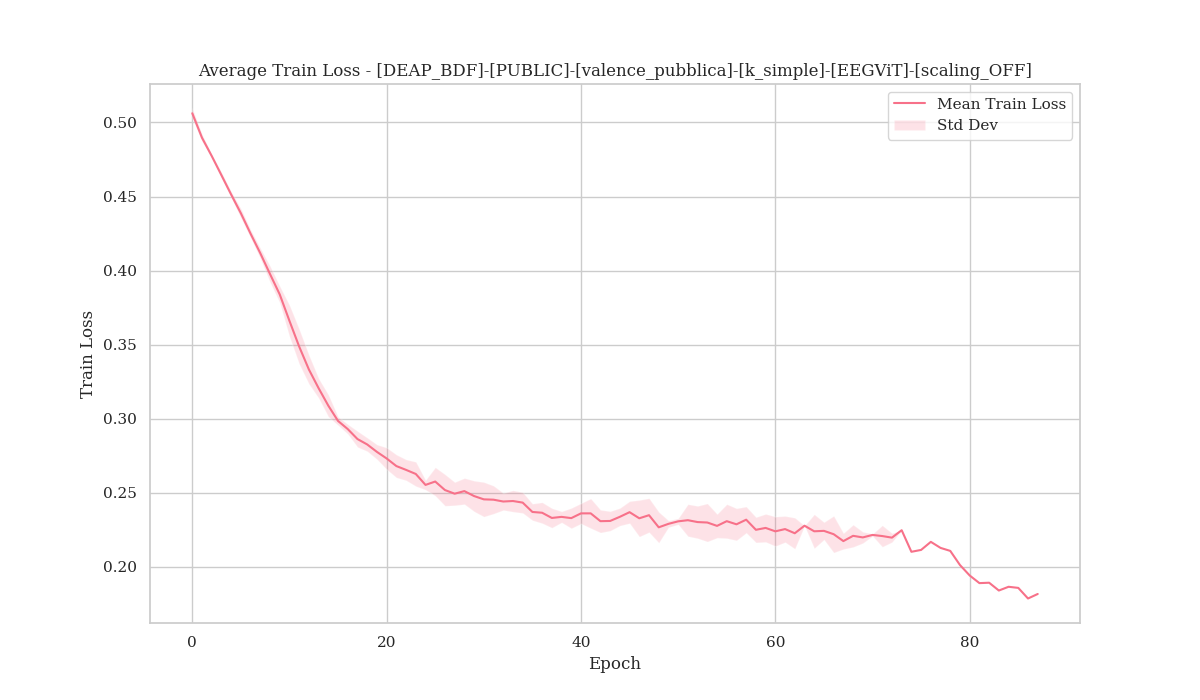 Average Train Loss - [DEAP_BDF]-[PUBLIC]-[valence_pubblica]-[k_simple]-[EEGViT]-[scaling_OFF]
Mean Train Loss
Std Dev
Train Loss
0.50
0.45
0.40
0.35
0.30
0.25
0.20
0
20
40
60
80
Epoch